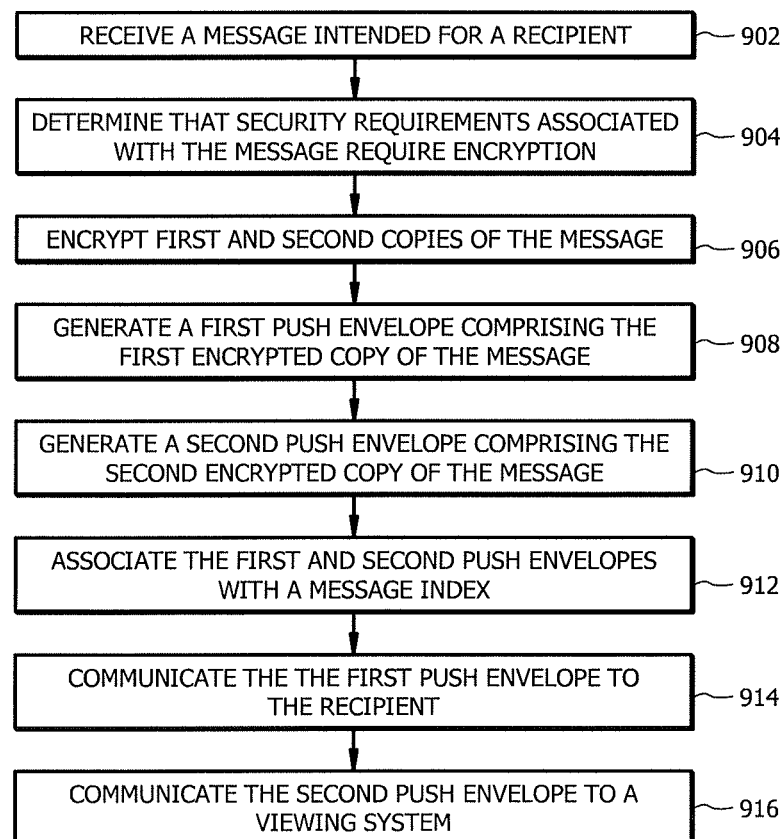 RECEIVE A MESSAGE INTENDED FOR A RECIPIENT
902
DETERMINE THAT SECURITY REQUIREMENTS ASSOCIATED
WITH THE MESSAGE REQUIRE ENCRYPTION
904
ENCRYPT FIRST AND SECOND COPIES OF THE MESSAGE
906
GENERATE A FIRST PUSH ENVELOPE COMPRISING THE
FIRST ENCRYPTED COPY OF THE MESSAGE
908
GENERATE A SECOND PUSH ENVELOPE COMPRISING THE
SECOND ENCRYPTED COPY OF THE MESSAGE
910
ASSOCIATE THE FIRST AND SECOND PUSH ENVELOPES
WITH A MESSAGE INDEX
912
COMMUNICATE THE THE FIRST PUSH ENVELOPE TO
THE RECIPIENT
914
COMMUNICATE THE SECOND PUSH ENVELOPE TO A
VIEWING SYSTEM
916